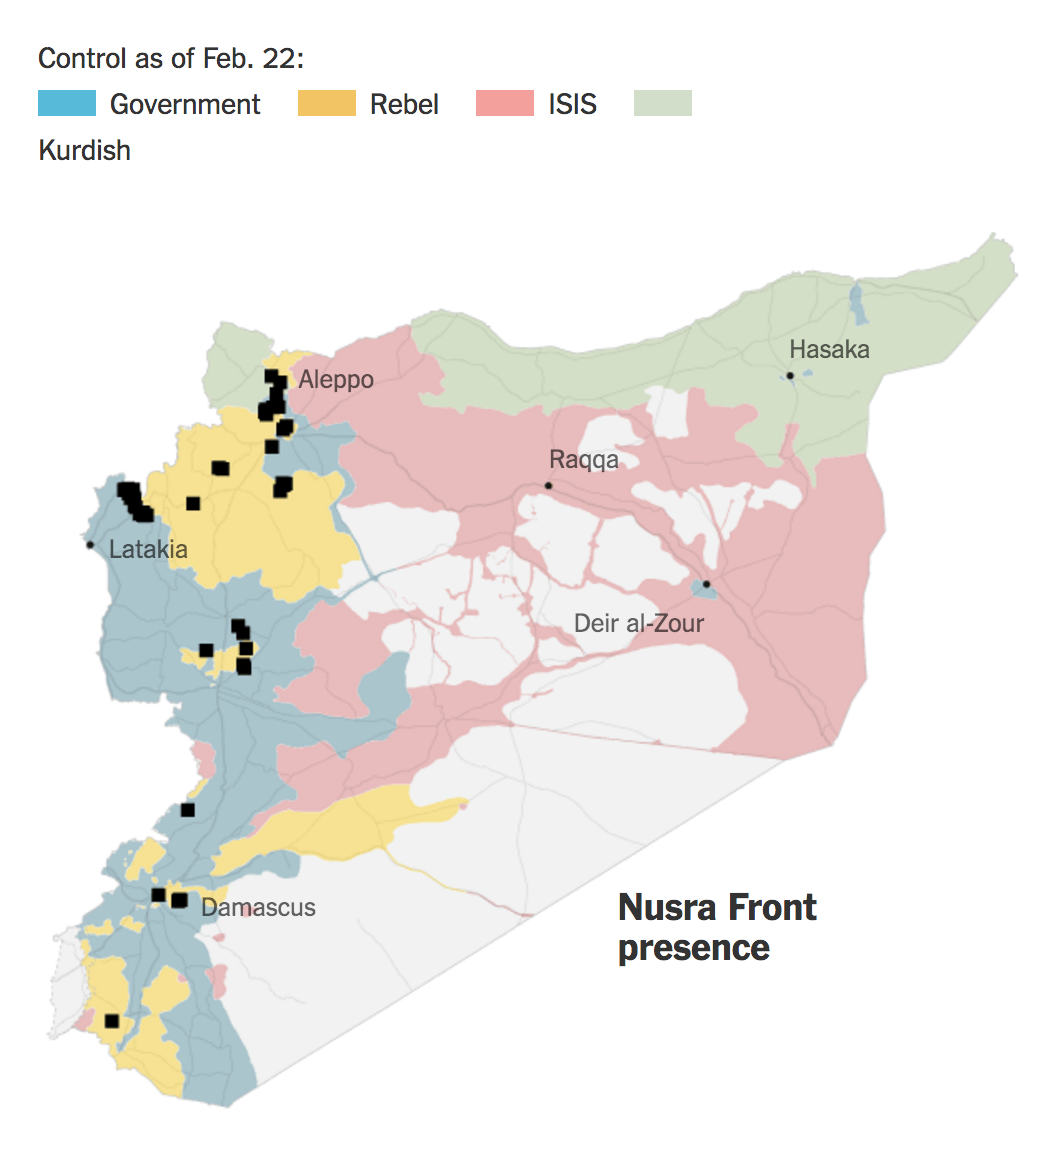 Control as of Feb. 22:
Government Rebel ISIS
Kurdish
Hasaka
Aleppo
Raqqa
Latakia
Deir al-Zour
Nusra Front
presence
Damascus